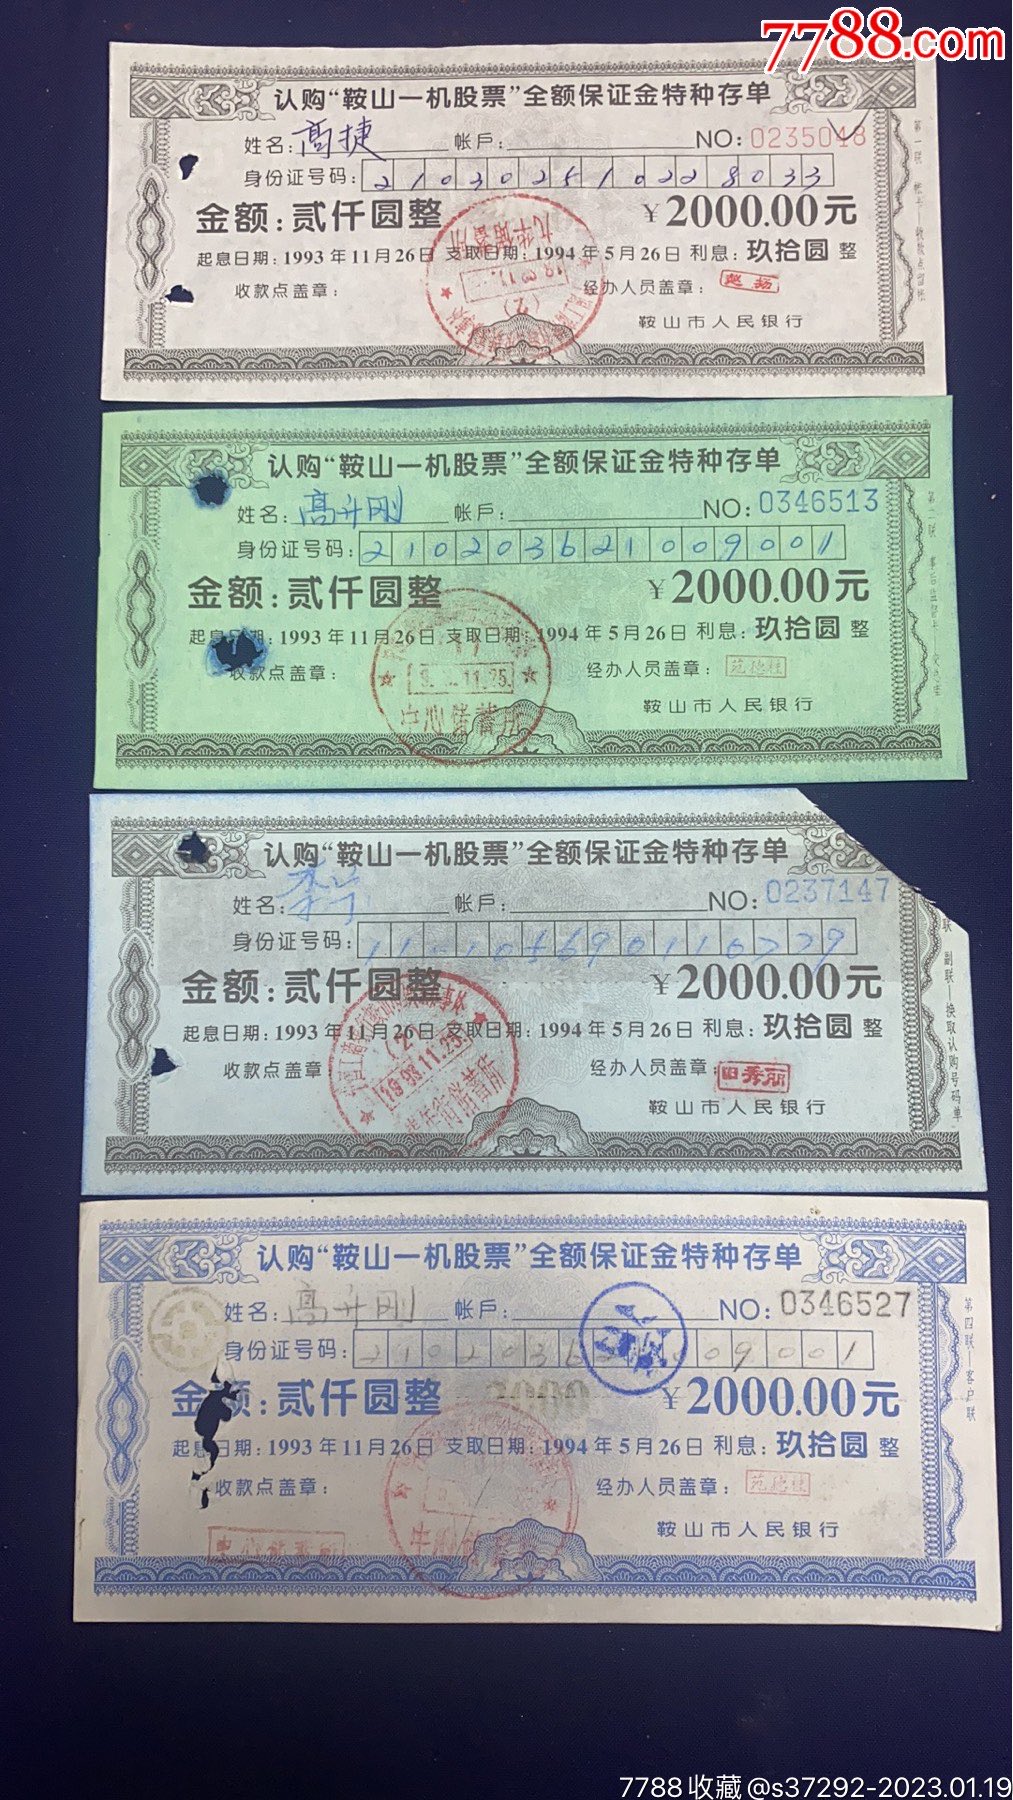 7788.com
认购“鞍山一机股票”全额保证金特种存单
姓名：高捷 帐户： NO：0235048
身份证号码：210302510228033
金额：贰仟圆整 ￥2000.00元
起息日期：1993年11月26日 支取日期：1994年5月26日 利息：玖拾圆整
收款点盖章： 经办人员盖章：
鞍山市人民银行
认购“鞍山一机股票”全额保证金特种存单
姓名：高升刚 帐户： NO：0346513
身份证号码：210203621009001
金额：贰仟圆整 ￥2000.00元
起息日期：1993年11月26日 支取日期：1994年5月26日 利息：玖拾圆整
收款点盖章： 经办人员盖章：
中心储蓄所
鞍山市人民银行
认购“鞍山一机股票”全额保证金特种存单
姓名： 帐户： NO：0237147
身份证号码：
副联—换取认购号码单
金额：贰仟圆整 ￥2000.00元
起息日期：1993年11月26日 支取日期：1994年5月26日 利息：玖拾圆整
收款点盖章： 经办人员盖章：田秀丽
1993.11.25
鞍山市人民银行
认购“鞍山一机股票”全额保证金特种存单
姓名：高升刚 帐户： NO：0346527
身份证号码：
第四联—客户联
金额：贰仟圆整 ￥2000.00元
起息日期：1993年11月26日 支取日期：1994年5月26日 利息：玖拾圆整
收款点盖章： 经办人员盖章：
鞍山市人民银行
7788收藏@s37292-2023.01.19